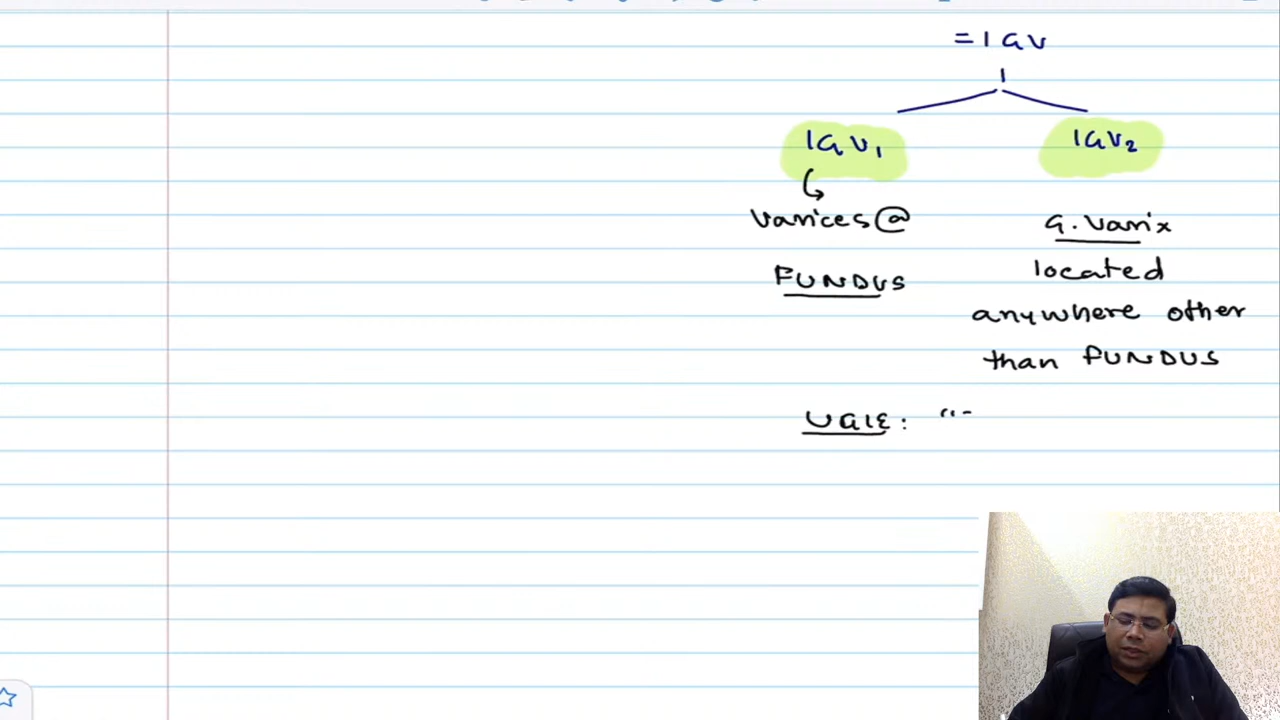 = IGV
IGV₁
IGV₂
varices @
FUNDUS
G. varix
located
anywhere other
than FUNDUS
UGIE: "-